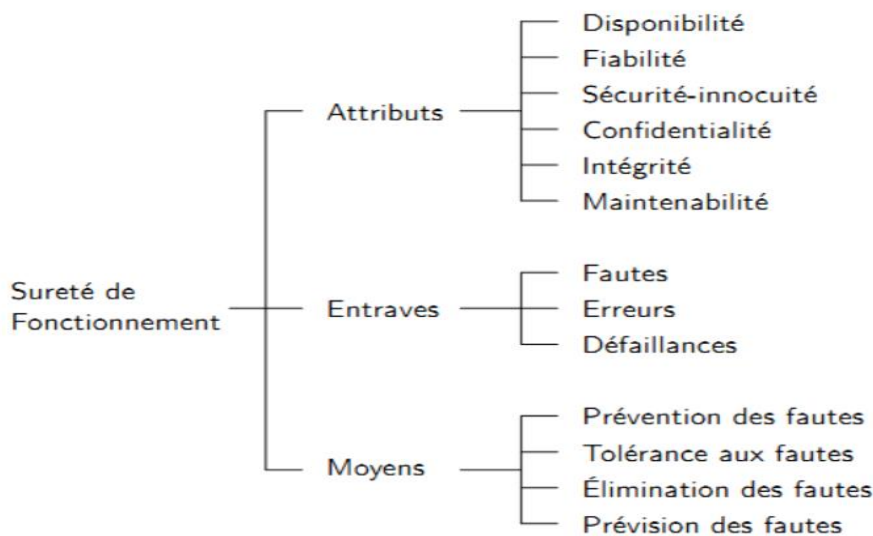 Disponibilité
Fiabilité
Sécurité-innocuité
Attributs
Confidentialité
Intégrité
Maintenabilité
Sureté de
Fonctionnement
Entraves
Fautes
Erreurs
Défaillances
Moyens
Prévention des fautes
Tolérance aux fautes
Élimination des fautes
Prévision des fautes